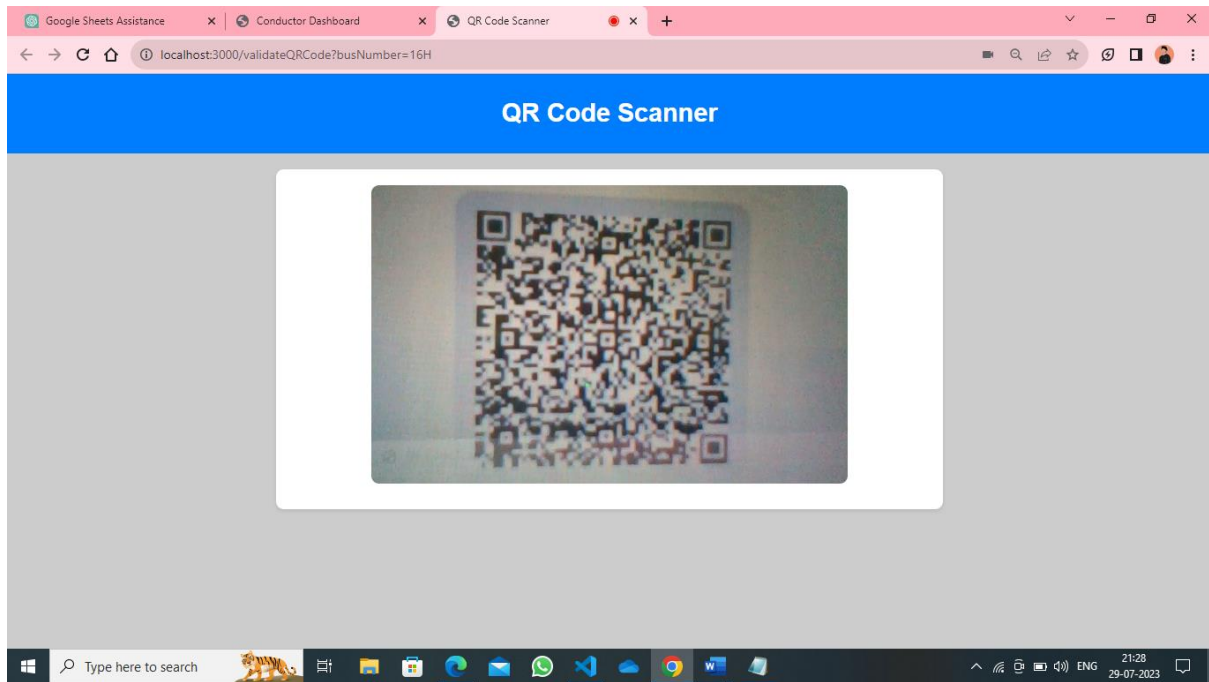 Google Sheets Assistance
Conductor Dashboard
QR Code Scanner
localhost:3000/validateQRCode?busNumber=16H
QR Code Scanner
Type here to search
W
ENG
21:28
29-07-2023